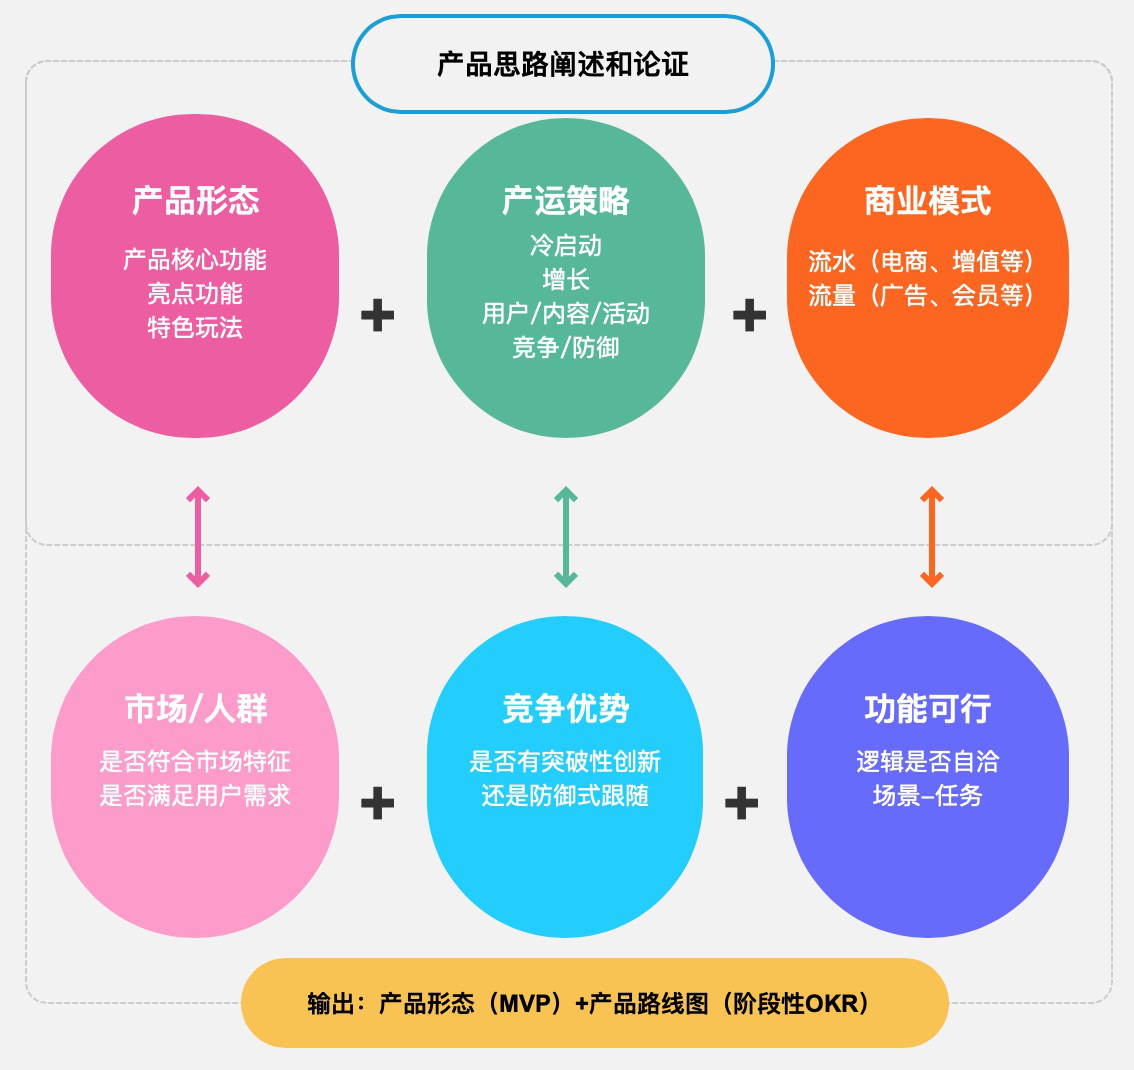 产品思路阐述和论证
产品形态
产品核心功能
亮点功能
特色玩法
产运策略
冷启动
增长
用户/内容/活动
竞争/防御
商业模式
流水（电商、增值等）
流量（广告、会员等）
市场/人群
是否符合市场特征
是否满足用户需求
竞争优势
是否有突破性创新
还是防御式跟随
功能可行
逻辑是否自洽
场景–任务
输出：产品形态（MVP）+产品路线图（阶段性OKR）